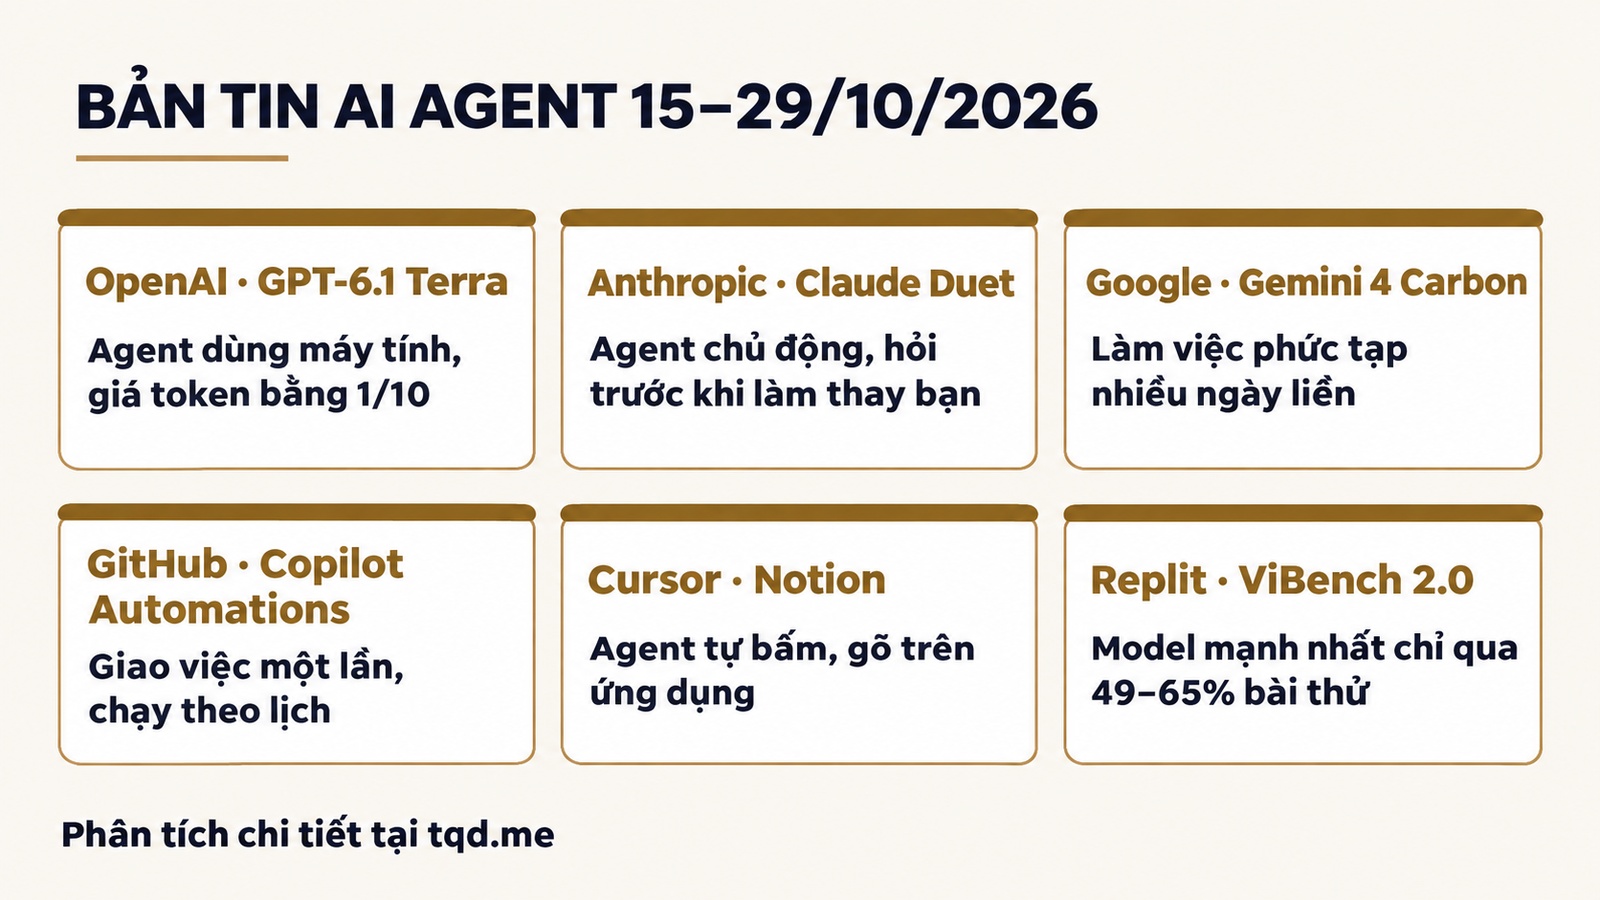 BẢN TIN AI AGENT 15–29/10/2026
OpenAI · GPT-6.1 Terra
Agent dùng máy tính,
giá token bằng 1/10
Anthropic · Claude Duet
Agent chủ động, hỏi
trước khi làm thay bạn
Google · Gemini 4 Carbon
Làm việc phức tạp
nhiều ngày liền
GitHub · Copilot
Automations
Giao việc một lần,
chạy theo lịch
Cursor · Notion
Agent tự bấm, gõ trên
ứng dụng
Replit · ViBench 2.0
Model mạnh nhất chỉ qua
49–65% bài thử
Phân tích chi tiết tại tqd.me